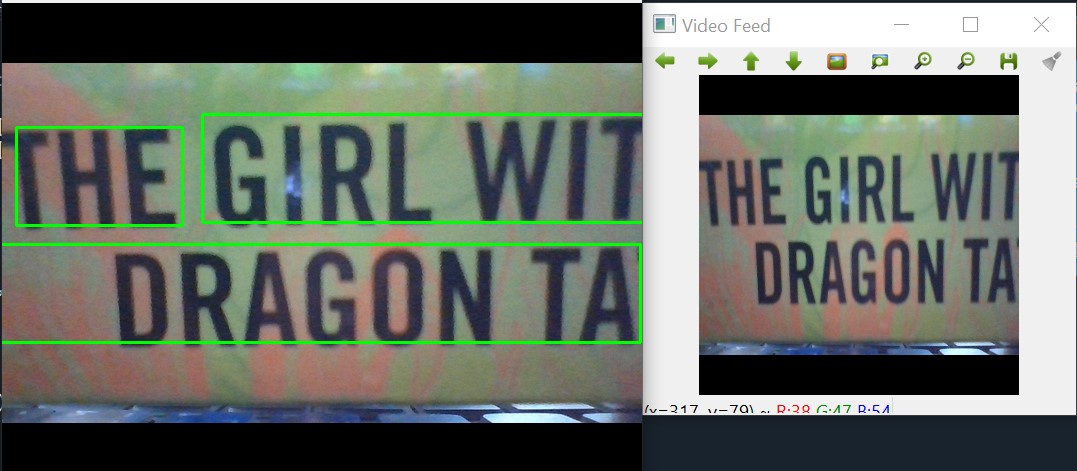 THE GIRL WIT
DRAGON TA
Video Feed
THE GIRL WIT
DRAGON TA
(x=317, y=79) ~ R:38 G:47 B:54